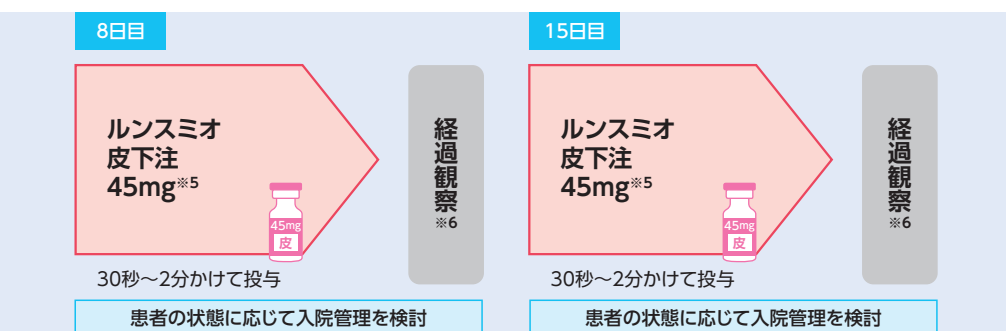 8日目
ルンスミオ
皮下注
45mg※5
45mg
皮
経過観察※6
30秒～2分かけて投与
患者の状態に応じて入院管理を検討
15日目
ルンスミオ
皮下注
45mg※5
45mg
皮
経過観察※6
30秒～2分かけて投与
患者の状態に応じて入院管理を検討